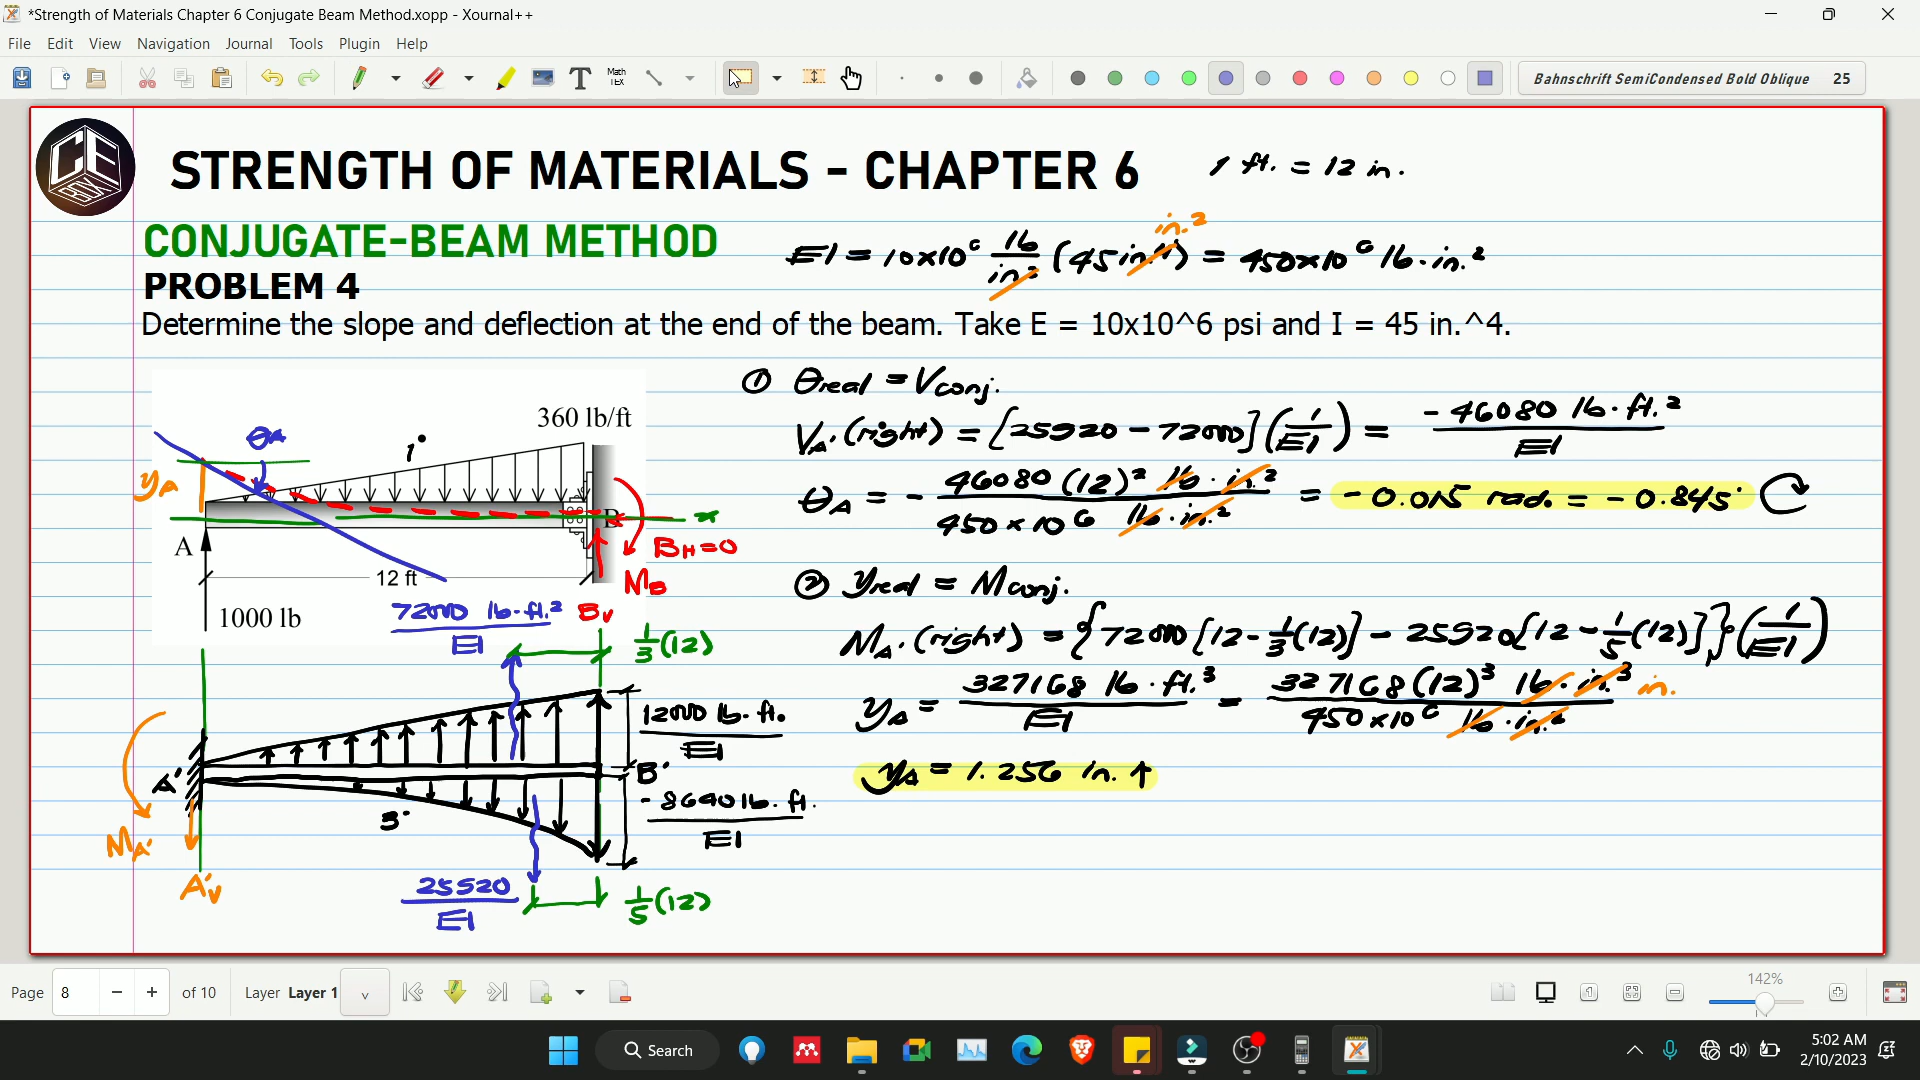 *Strength of Materials Chapter 6 Conjugate Beam Method.xopp - Xournal++
File Edit View Navigation Journal Tools Plugin Help
Math
TEX
Bahnschrift SemiCondensed Bold Oblique 25
CE
BOX
STRENGTH OF MATERIALS - CHAPTER 6
1 ft. = 12 in.
CONJUGATE-BEAM METHOD
EI = 10x10^6 lb/in² (45 in.^4) in.² = 450x10^6 lb·in.²
PROBLEM 4
Determine the slope and deflection at the end of the beam. Take E = 10x10^6 psi and I = 45 in.^4.
① θreal = Vconj.
VA'(right) = [25920 - 72000](1/EI) = -46080 lb·ft.²/EI
θA = - 46080 (12)² lb·in.²/450x10^6 lb·in.² = -0.015 rad. = -0.845°
② yreal = Mconj.
MA'(right) = {72000[12-1/3(12)] - 25920[12-1/5(12)]}(1/EI)
yA = 327168 lb·ft.³/EI = 327168(12)³ lb·in.³/450x10^6 lb·in.² in.
yA = 1.256 in. ↑
360 lb/ft
θA
1°
yA
x
A
B
BH=0
12 ft
MB
1000 lb
72000 lb·ft.²/EI
BV
1/3(12)
12000 lb·ft./EI
A'
B'
-8640 lb·ft./EI
3°
MA'
A'V
25920/EI
1/5(12)
Page 8 of 10 Layer Layer 1
142%
Search
5:02 AM
2/10/2023